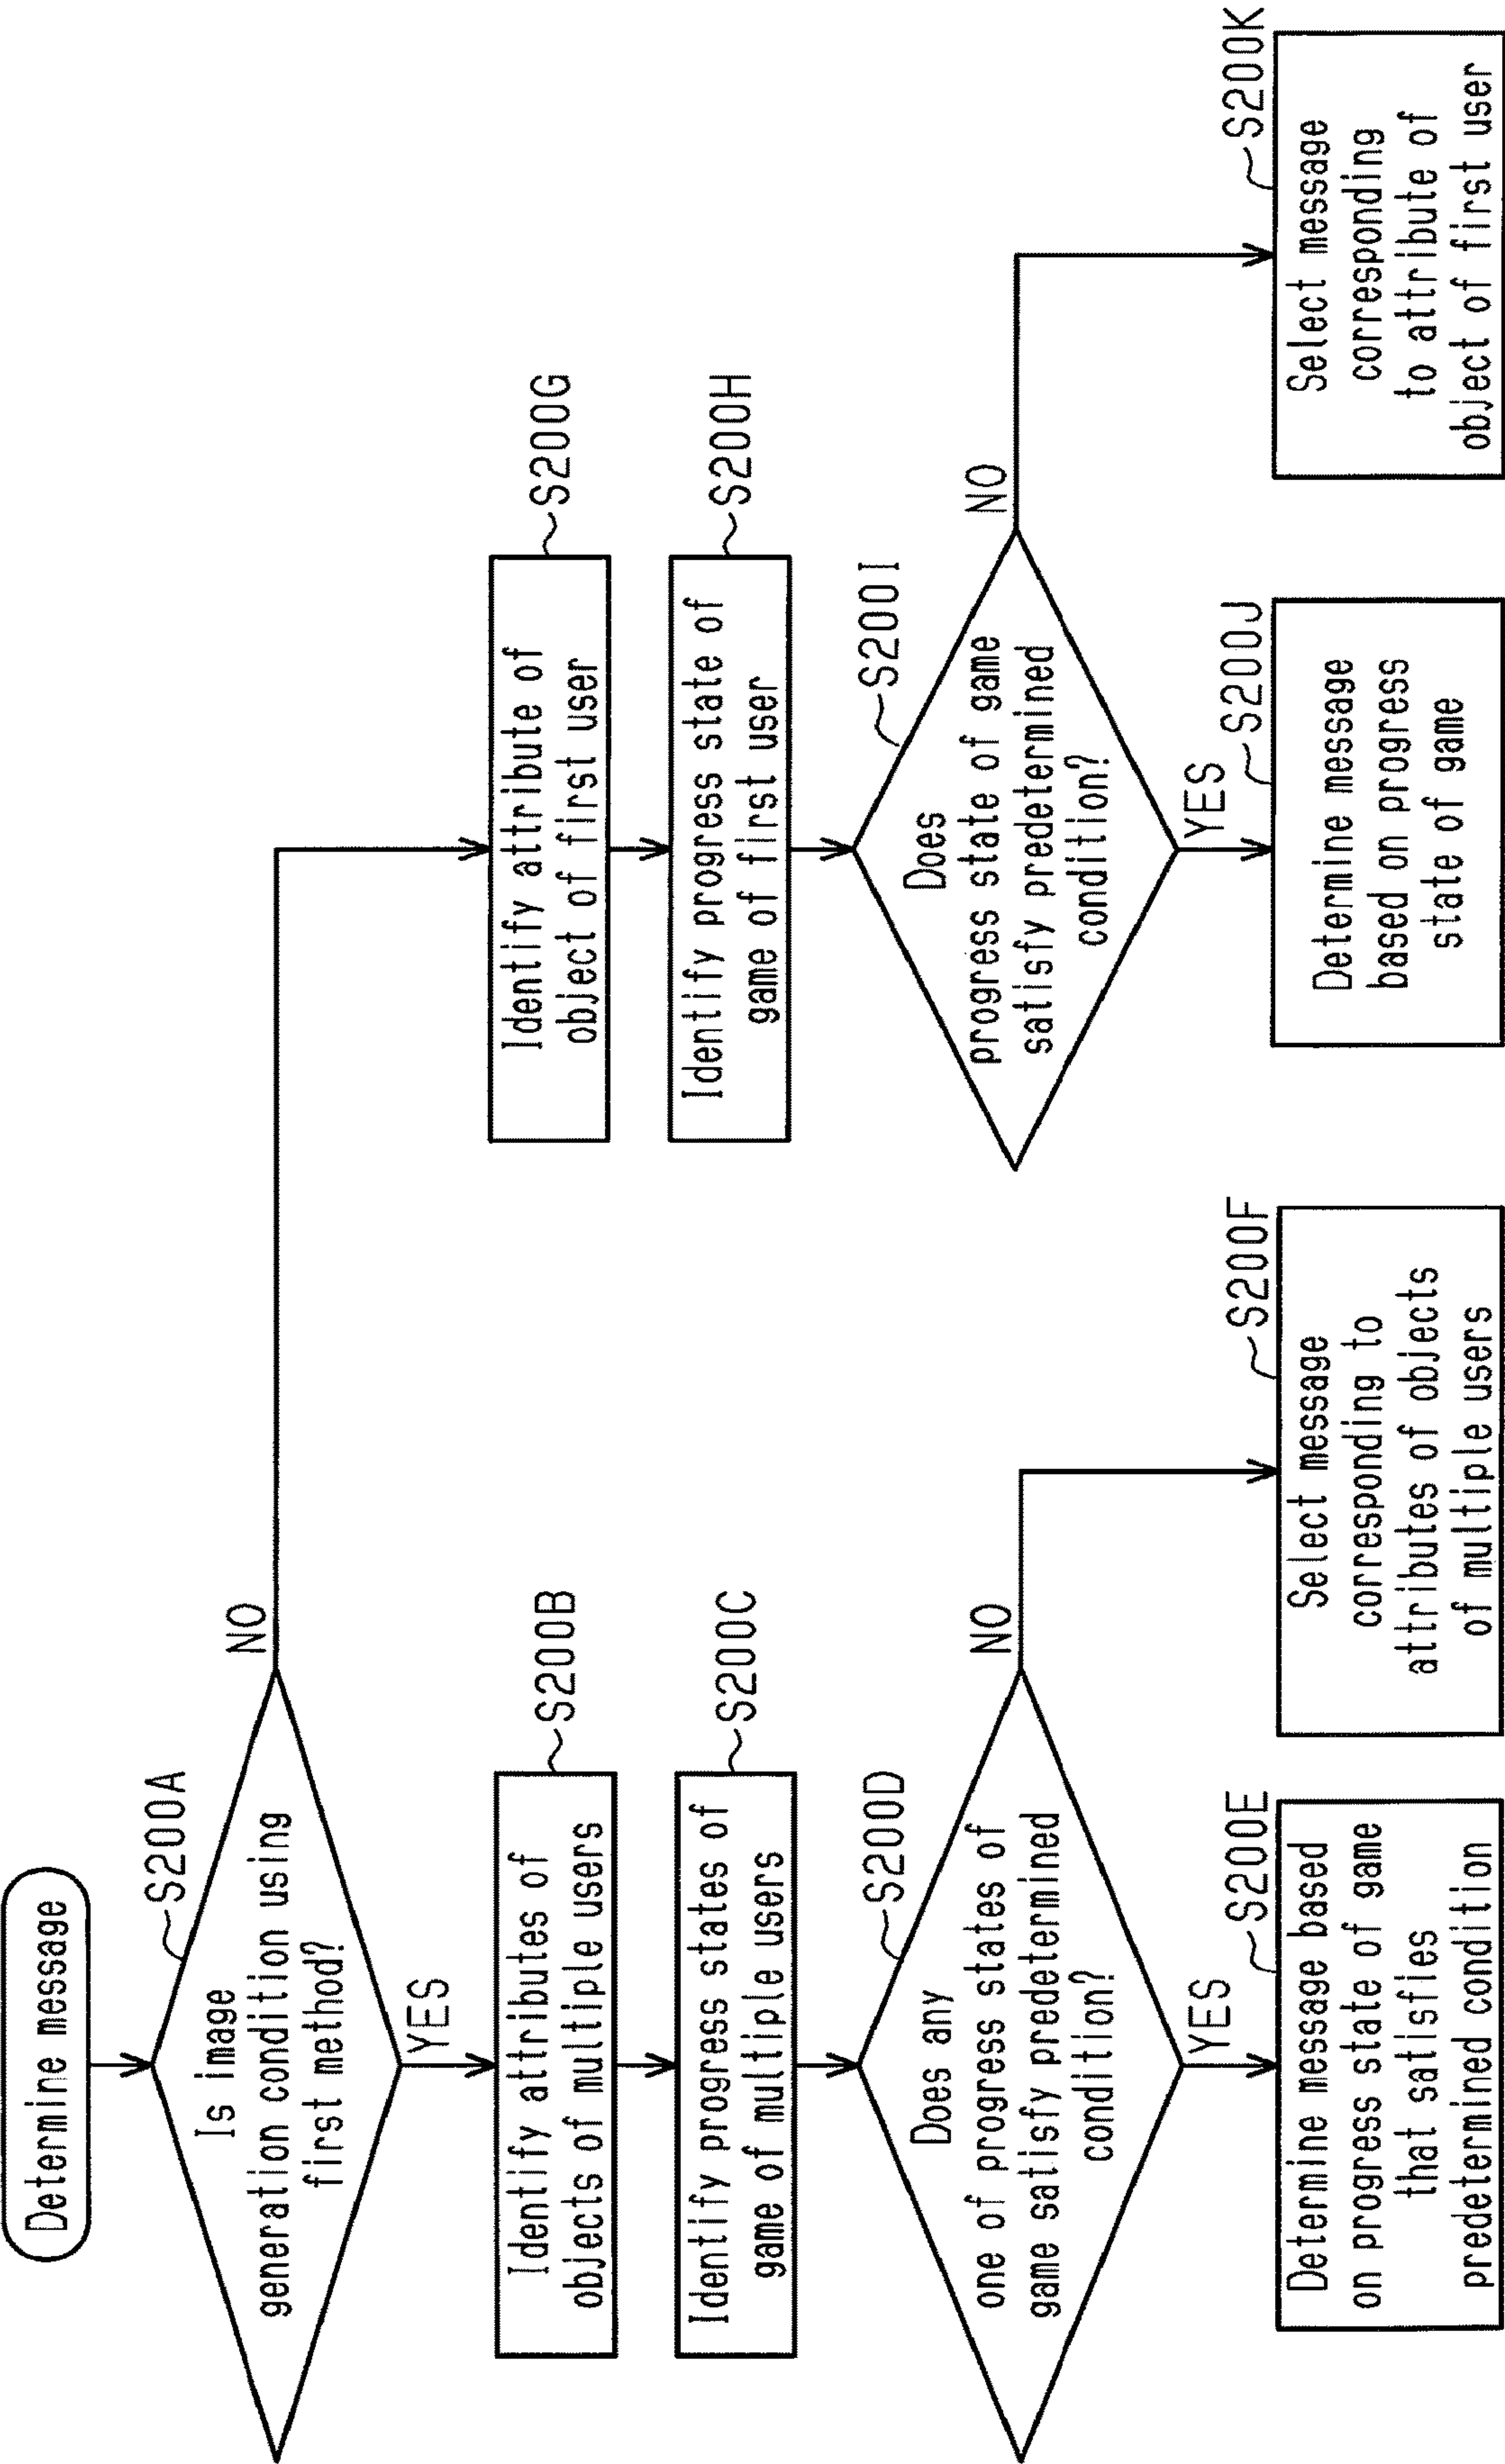 Determine message
S200A
Is image
generation condition using
first method?
NO
YES
S200B
Identify attributes of
objects of multiple users
S200C
Identify progress states of
game of multiple users
S200D
Does any
one of progress states of
game satisfy predetermined
condition?
NO
YES
S200E
Determine message based
on progress state of game
that satisfies
predetermined condition
S200F
Select message
corresponding to
attributes of objects
of multiple users
S200G
Identify attribute of
object of first user
S200H
Identify progress state of
game of first user
S200I
Does
progress state of game
satisfy predetermined
condition?
NO
YES
S200J
Determine message
based on progress
state of game
S200K
Select message
corresponding
to attribute of
object of first user